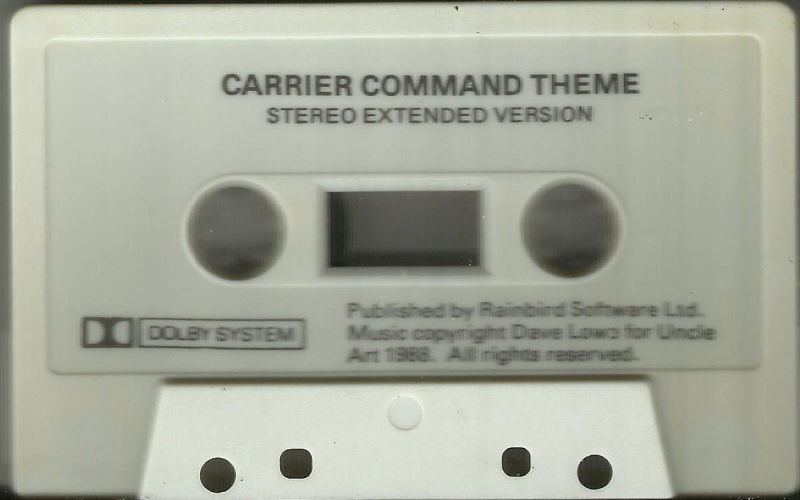 CARRIER COMMAND THEME
STEREO EXTENDED VERSION
DOLBY SYSTEM
Published by Rainbird Software Ltd.
Music copyright Dave Lowe for Uncle
Art 1988. All rights reserved.